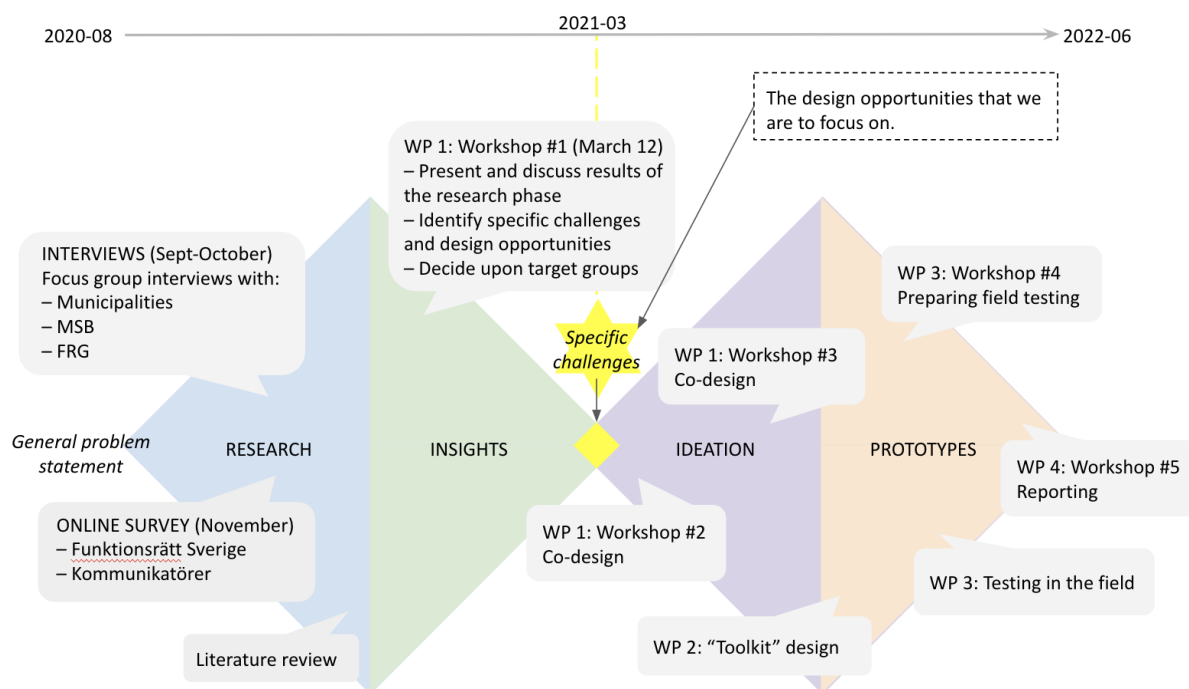 2020-08
2021-03
2022-06
The design opportunities that we
are to focus on.
WP 1: Workshop #1 (March 12)
– Present and discuss results of
the research phase
– Identify specific challenges
and design opportunities
– Decide upon target groups
INTERVIEWS (Sept-October)
Focus group interviews with:
– Municipalities
– MSB
– FRG
WP 3: Workshop #4
Preparing field testing
Specific
challenges
WP 1: Workshop #3
Co-design
General problem
statement
RESEARCH
INSIGHTS
IDEATION
PROTOTYPES
WP 4: Workshop #5
Reporting
ONLINE SURVEY (November)
– Funktionsrätt Sverige
– Kommunikatörer
WP 1: Workshop #2
Co-design
WP 3: Testing in the field
Literature review
WP 2: “Toolkit” design